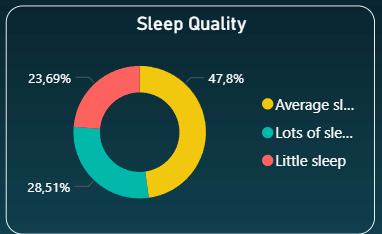 Sleep Quality
23,69%
47,8%
Average sl...
Lots of sle...
Little sleep
28,51%